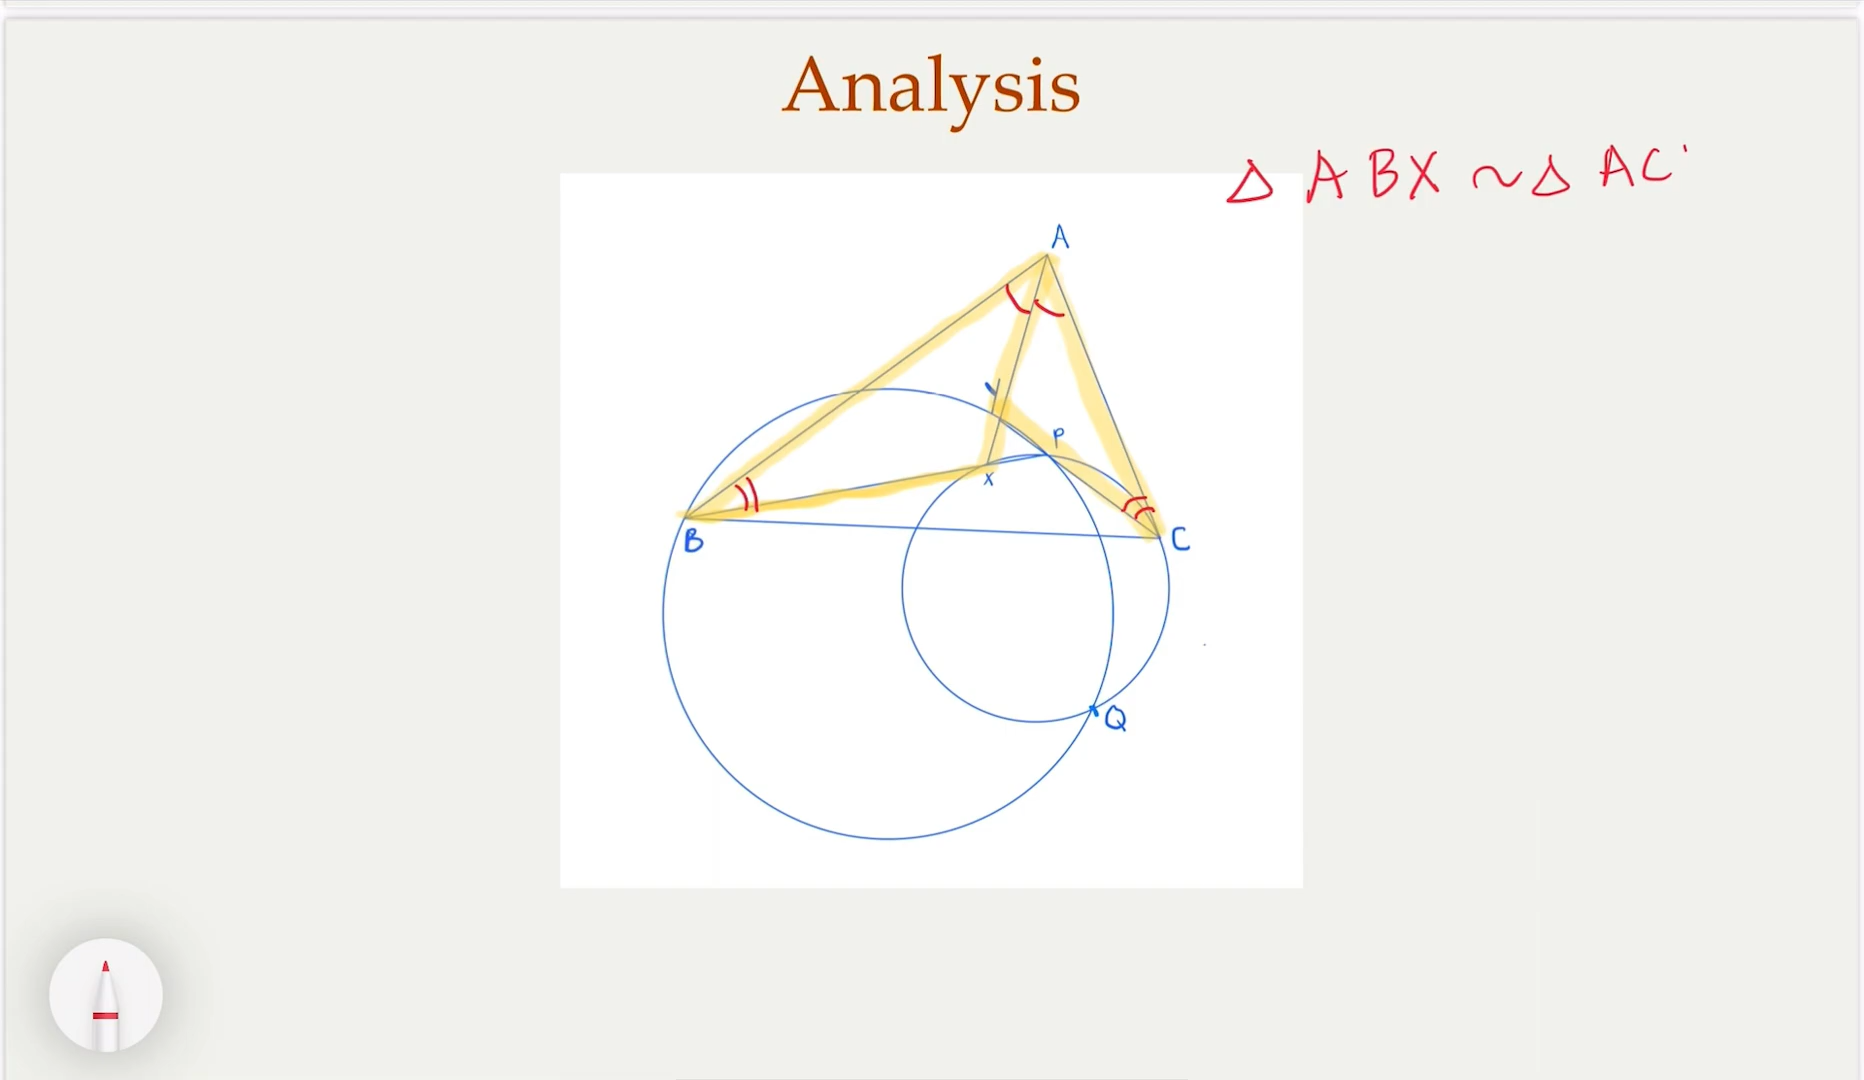 Analysis
△ ABX ~ △ AC
A
P
X
B
C
Q